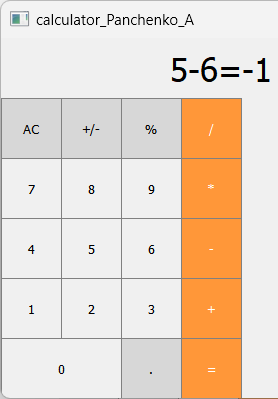 calculator_Panchenko_A
5-6=-1
AC +/- % /
7 8 9 *
4 5 6 -
1 2 3 +
0 . =